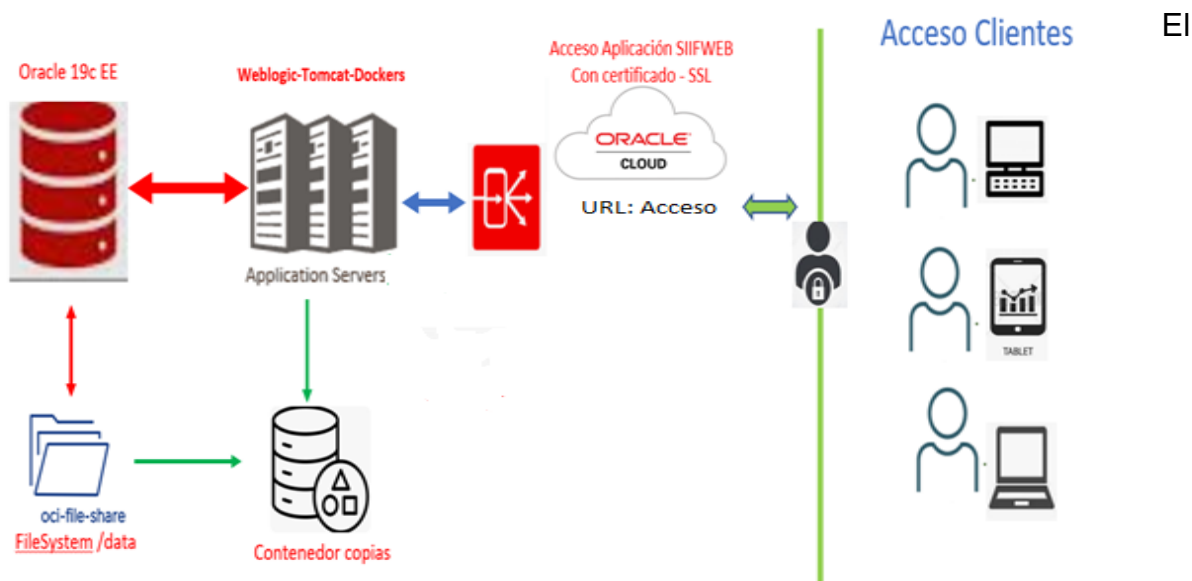 El
Acceso Clientes
Acceso Aplicación SIIFWEB
Con certificado - SSL
Oracle 19c EE
Weblogic-Tomcat-Dockers
ORACLE
CLOUD
URL: Acceso
Application Servers
TABLET
oci-file-share
FileSystem /data
Contenedor copias